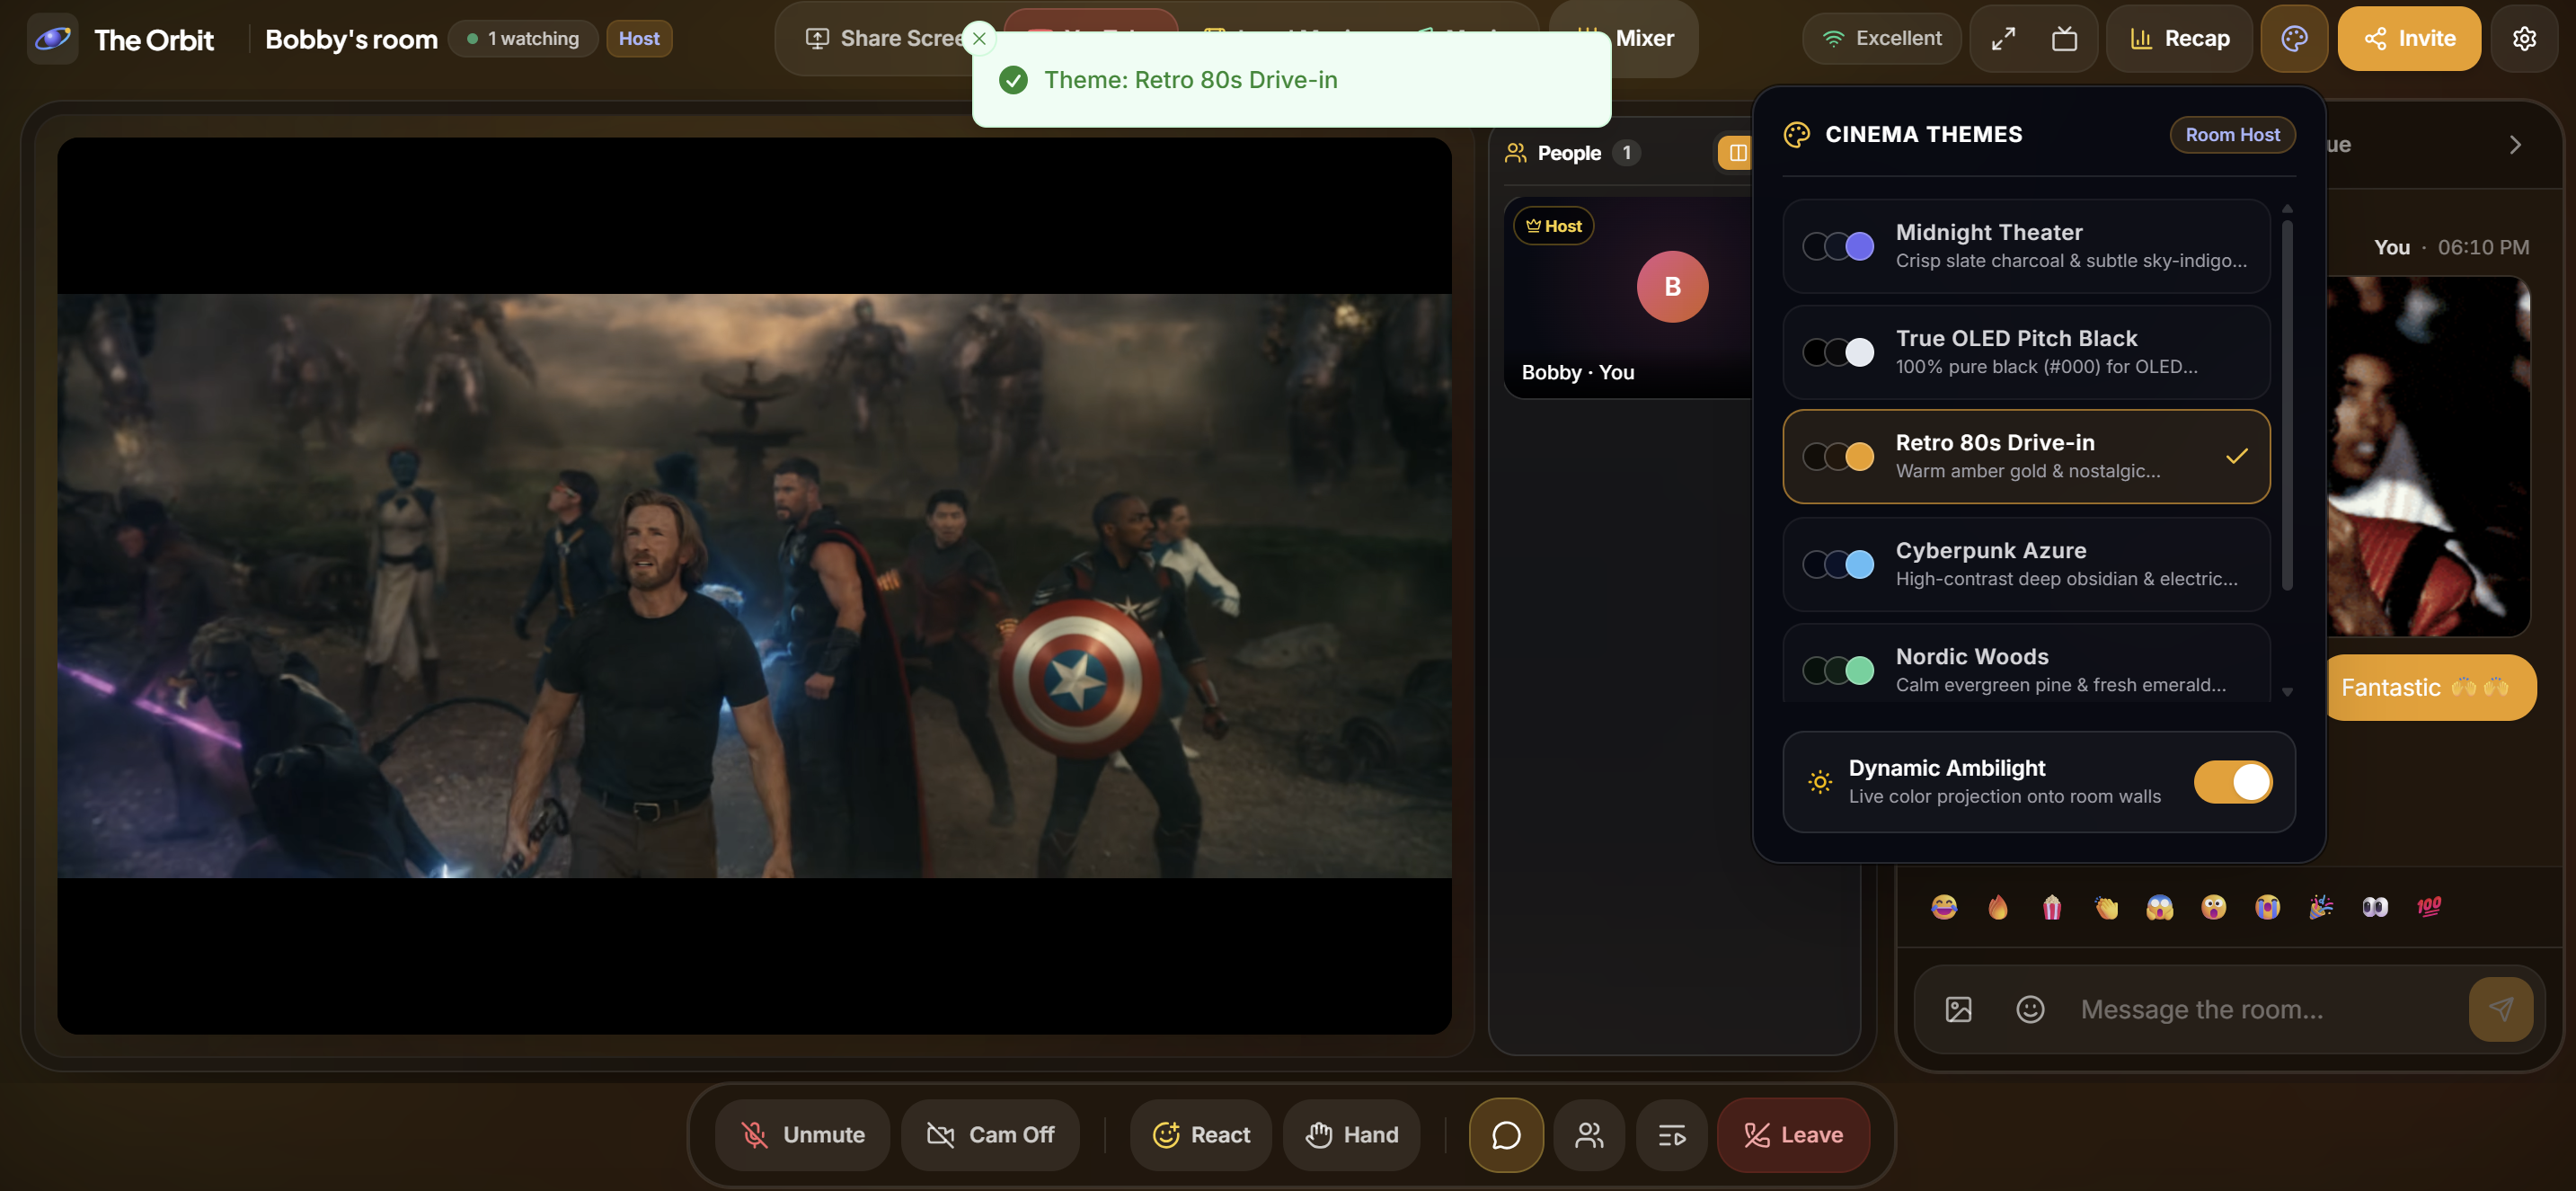 The Orbit
Bobby's room
1 watching
Host
Share Scree
Mixer
Excellent
Recap
Invite
Theme: Retro 80s Drive-in
People 1
Host
B
Bobby · You
CINEMA THEMES
Room Host
Midnight Theater
Crisp slate charcoal & subtle sky-indigo...
True OLED Pitch Black
100% pure black (#000) for OLED...
Retro 80s Drive-in
Warm amber gold & nostalgic...
Cyberpunk Azure
High-contrast deep obsidian & electric...
Nordic Woods
Calm evergreen pine & fresh emerald...
Dynamic Ambilight
Live color projection onto room walls
ue
You · 06:10 PM
Fantastic 🙌 🙌
😂 🔥 🍿 👏 😱 😲 😭 🎉 👀 💯
Message the room...
Unmute
Cam Off
React
Hand
Leave